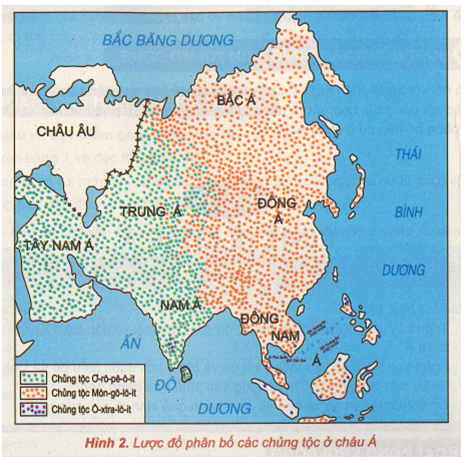 BẮC BĂNG DƯƠNG
BẮC Á
CHÂU ÂU
THÁI
BÌNH
DƯƠNG
TRUNG Á
ĐÔNG
Á
TÂY NAM Á
NAM Á
ĐÔNG
NAM
Á
ẤN
ĐỘ
DƯƠNG
Chủng tộc Ơ-rô-pê-ô-it
Chủng tộc Môn-gô-lô-it
Chủng tộc Ô-xtra-lô-it
Hình 2. Lược đồ phân bố các chủng tộc ở châu Á